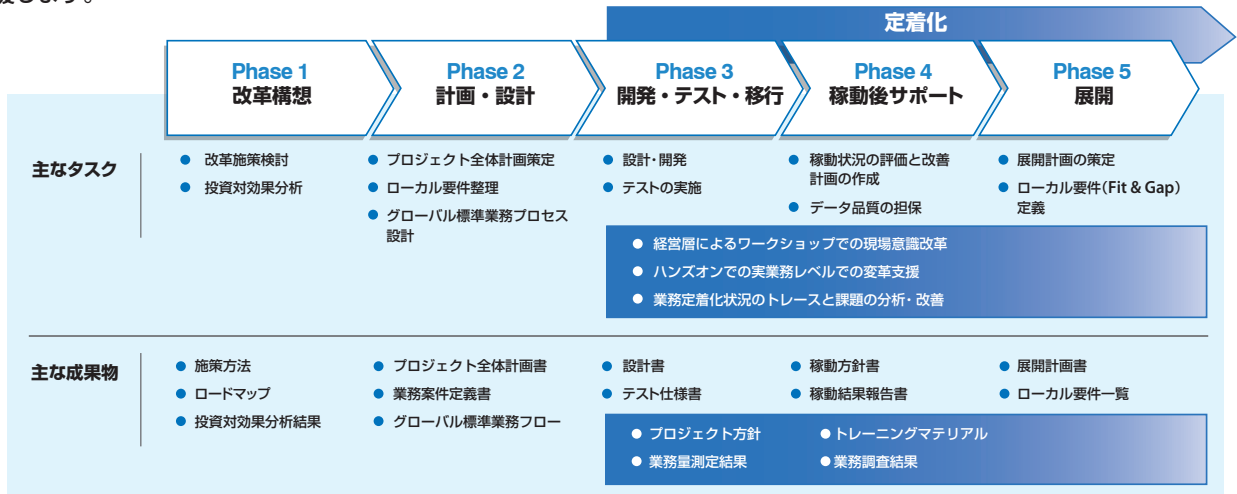 援します。
定着化
Phase 1
改革構想
Phase 2
計画・設計
Phase 3
開発・テスト・移行
Phase 4
稼動後サポート
Phase 5
展開
主なタスク
● 改革施策検討
● 投資対効果分析
● プロジェクト全体計画策定
● ローカル要件整理
● グローバル標準業務プロセス
設計
● 設計・開発
● テストの実施
● 稼動状況の評価と改善
計画の作成
● データ品質の担保
● 展開計画の策定
● ローカル要件(Fit & Gap)
定義
● 経営層によるワークショップでの現場意識改革
● ハンズオンでの実業務レベルでの変革支援
● 業務定着化状況のトレースと課題の分析・改善
主な成果物
● 施策方法
● ロードマップ
● 投資対効果分析結果
● プロジェクト全体計画書
● 業務案件定義書
● グローバル標準業務フロー
● 設計書
● テスト仕様書
● 稼動方針書
● 稼動結果報告書
● 展開計画書
● ローカル要件一覧
● プロジェクト方針
● トレーニングマテリアル
● 業務量測定結果
● 業務調査結果